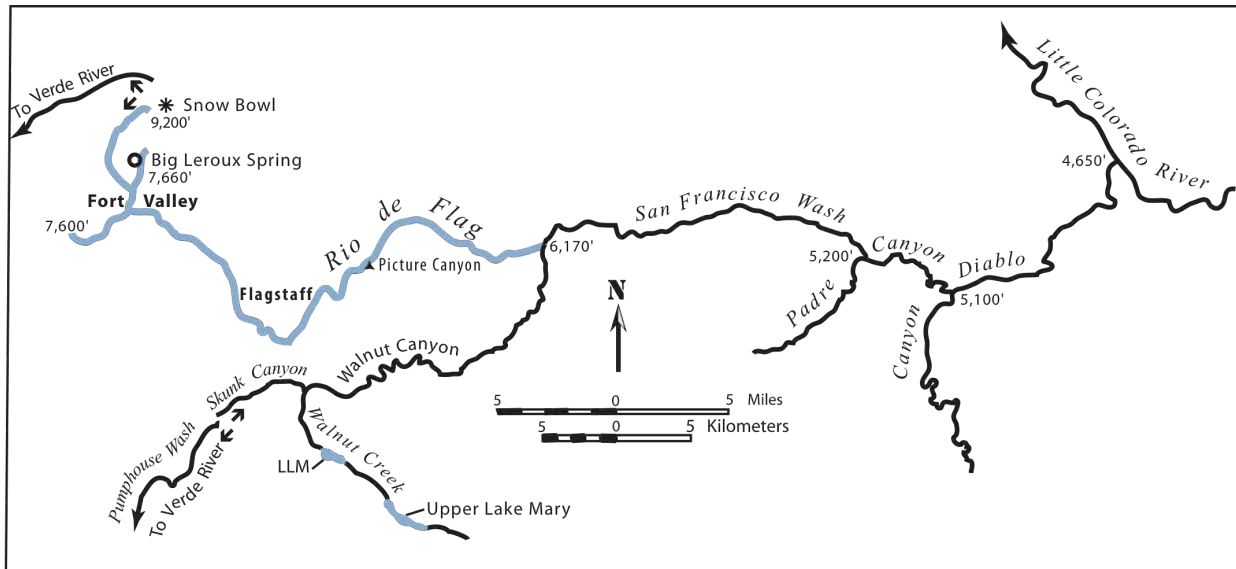 To Verde River
Snow Bowl
9,200'
Big Leroux Spring
7,660'
Fort Valley
7,600'
Rio de Flag
Picture Canyon
Flagstaff
6,170'
San Francisco Wash
5,200'
Padre Canyon
Canyon Diablo
5,100'
4,650'
Little Colorado River
N
Walnut Canyon
Skunk Canyon
Pumphouse Wash
To Verde River
Walnut Creek
LLM
Upper Lake Mary
5 0 5 Miles
5 0 5 Kilometers